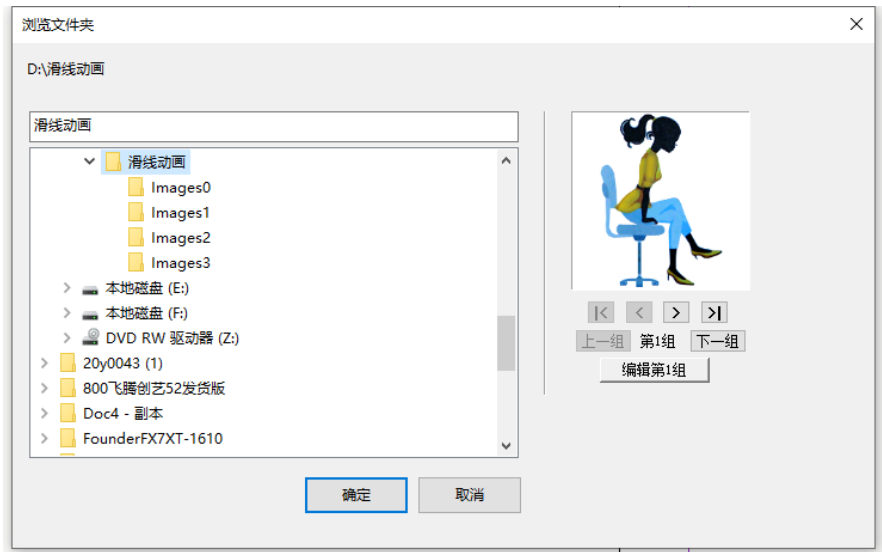 浏览文件夹
D:\滑线动画
滑线动画
滑线动画
Images0
Images1
Images2
Images3
本地磁盘 (E:)
本地磁盘 (F:)
DVD RW 驱动器 (Z:)
20y0043 (1)
800飞腾创艺52发货版
Doc4 - 副本
FounderFX7XT-1610
上一组 第1组 下一组
编辑第1组
确定 取消